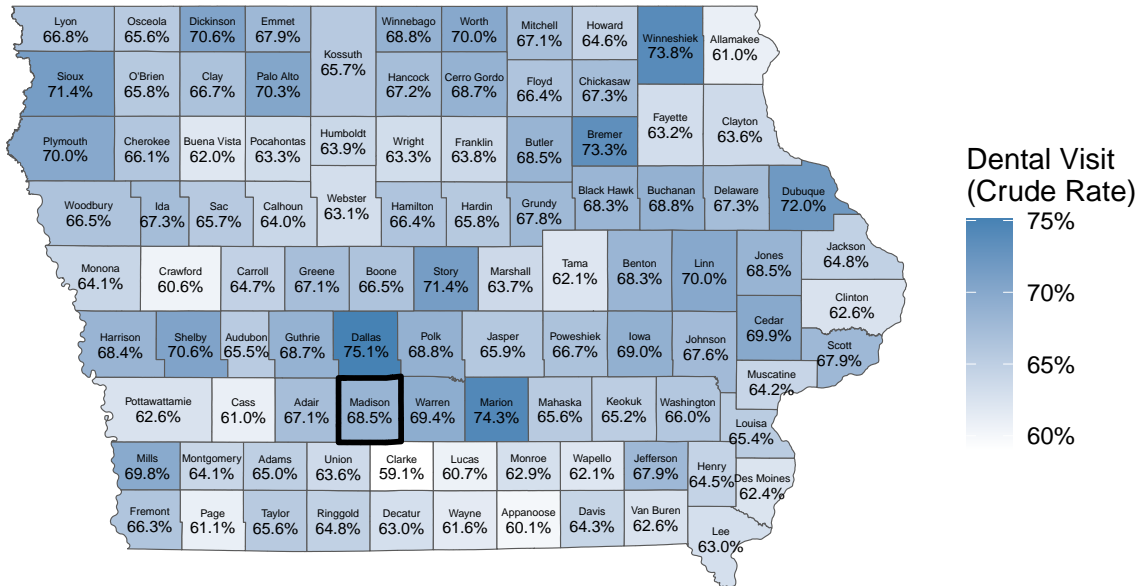 Lyon
66.8%
Osceola
65.6%
Dickinson
70.6%
Emmet
67.9%
Kossuth
65.7%
Winnebago
68.8%
Worth
70.0%
Mitchell
67.1%
Howard
64.6%
Winneshiek
73.8%
Allamakee
61.0%
Sioux
71.4%
O'Brien
65.8%
Clay
66.7%
Palo Alto
70.3%
Hancock
67.2%
Cerro Gordo
68.7%
Floyd
66.4%
Chickasaw
67.3%
Fayette
63.2%
Clayton
63.6%
Plymouth
70.0%
Cherokee
66.1%
Buena Vista
62.0%
Pocahontas
63.3%
Humboldt
63.9%
Wright
63.3%
Franklin
63.8%
Butler
68.5%
Bremer
73.3%
Woodbury
66.5%
Ida
67.3%
Sac
65.7%
Calhoun
64.0%
Webster
63.1%
Hamilton
66.4%
Hardin
65.8%
Grundy
67.8%
Black Hawk
68.3%
Buchanan
68.8%
Delaware
67.3%
Dubuque
72.0%
Monona
64.1%
Crawford
60.6%
Carroll
64.7%
Greene
67.1%
Boone
66.5%
Story
71.4%
Marshall
63.7%
Tama
62.1%
Benton
68.3%
Linn
70.0%
Jones
68.5%
Jackson
64.8%
Clinton
62.6%
Harrison
68.4%
Shelby
70.6%
Audubon
65.5%
Guthrie
68.7%
Dallas
75.1%
Polk
68.8%
Jasper
65.9%
Poweshiek
66.7%
Iowa
69.0%
Johnson
67.6%
Cedar
69.9%
Scott
67.9%
Muscatine
64.2%
Pottawattamie
62.6%
Cass
61.0%
Adair
67.1%
Madison
68.5%
Warren
69.4%
Marion
74.3%
Mahaska
65.6%
Keokuk
65.2%
Washington
66.0%
Louisa
65.4%
Mills
69.8%
Montgomery
64.1%
Adams
65.0%
Union
63.6%
Clarke
59.1%
Lucas
60.7%
Monroe
62.9%
Wapello
62.1%
Jefferson
67.9%
Henry
64.5%
Des Moines
62.4%
Fremont
66.3%
Page
61.1%
Taylor
65.6%
Ringgold
64.8%
Decatur
63.0%
Wayne
61.6%
Appanoose
60.1%
Davis
64.3%
Van Buren
62.6%
Lee
63.0%
Dental Visit
(Crude Rate)
75%
70%
65%
60%